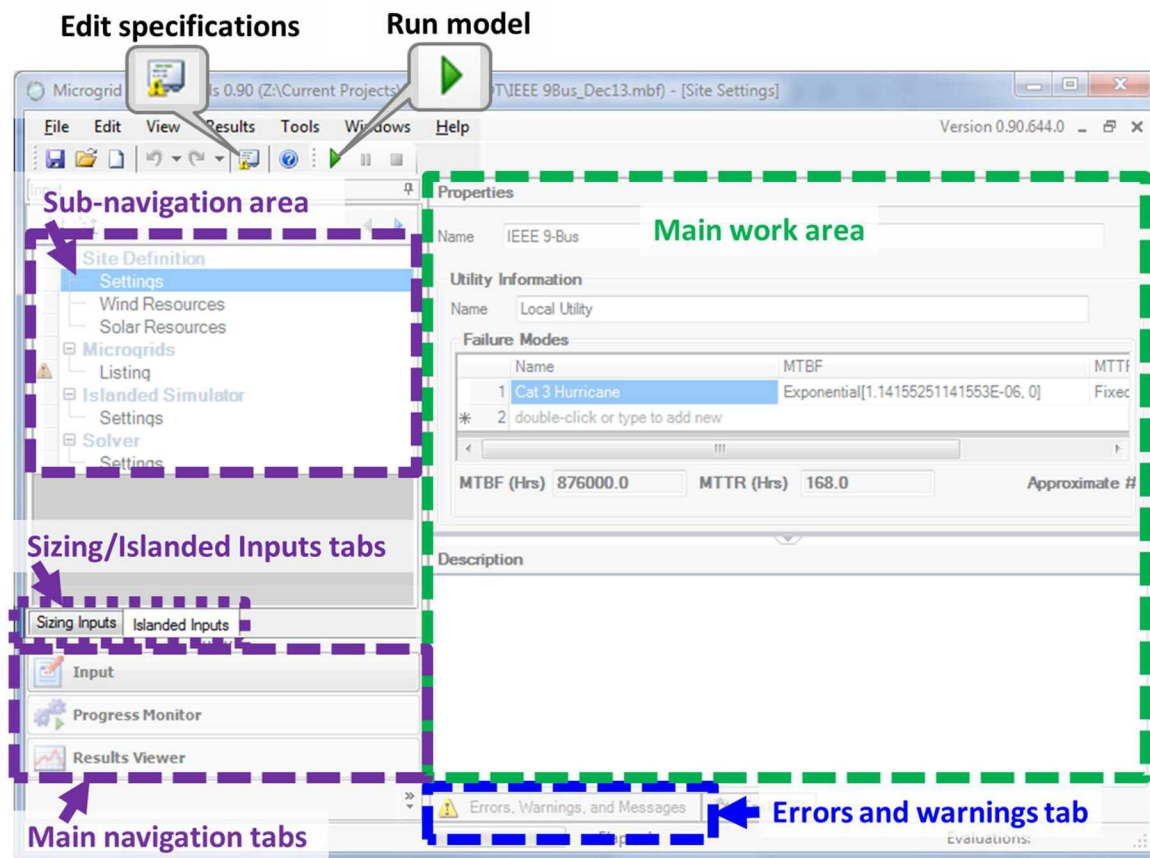 Edit specifications
Run model
Microgrid ls 0.90 (Z:\Current Projects\ OT\IEEE 9Bus_Dec13.mbf) - [Site Settings]
File Edit View Results Tools Windows Help
Version 0.90.644.0
Sub-navigation area
Site Definition
Settings
Wind Resources
Solar Resources
Microgrids
Listing
Islanded Simulator
Settings
Solver
Settings
Sizing/Islanded Inputs tabs
Sizing Inputs Islanded Inputs
Input
Progress Monitor
Results Viewer
Main navigation tabs
Properties
Main work area
Name IEEE 9-Bus
Utility Information
Name Local Utility
Failure Modes
Name MTBF MTTF
1 Cat 3 Hurricane Exponential[1.14155251141553E-06, 0] Fixed
2 double-click or type to add new
MTBF (Hrs) 876000.0 MTTR (Hrs) 168.0 Approximate #
Description
Errors, Warnings, and Messages
Errors and warnings tab
Evaluations: